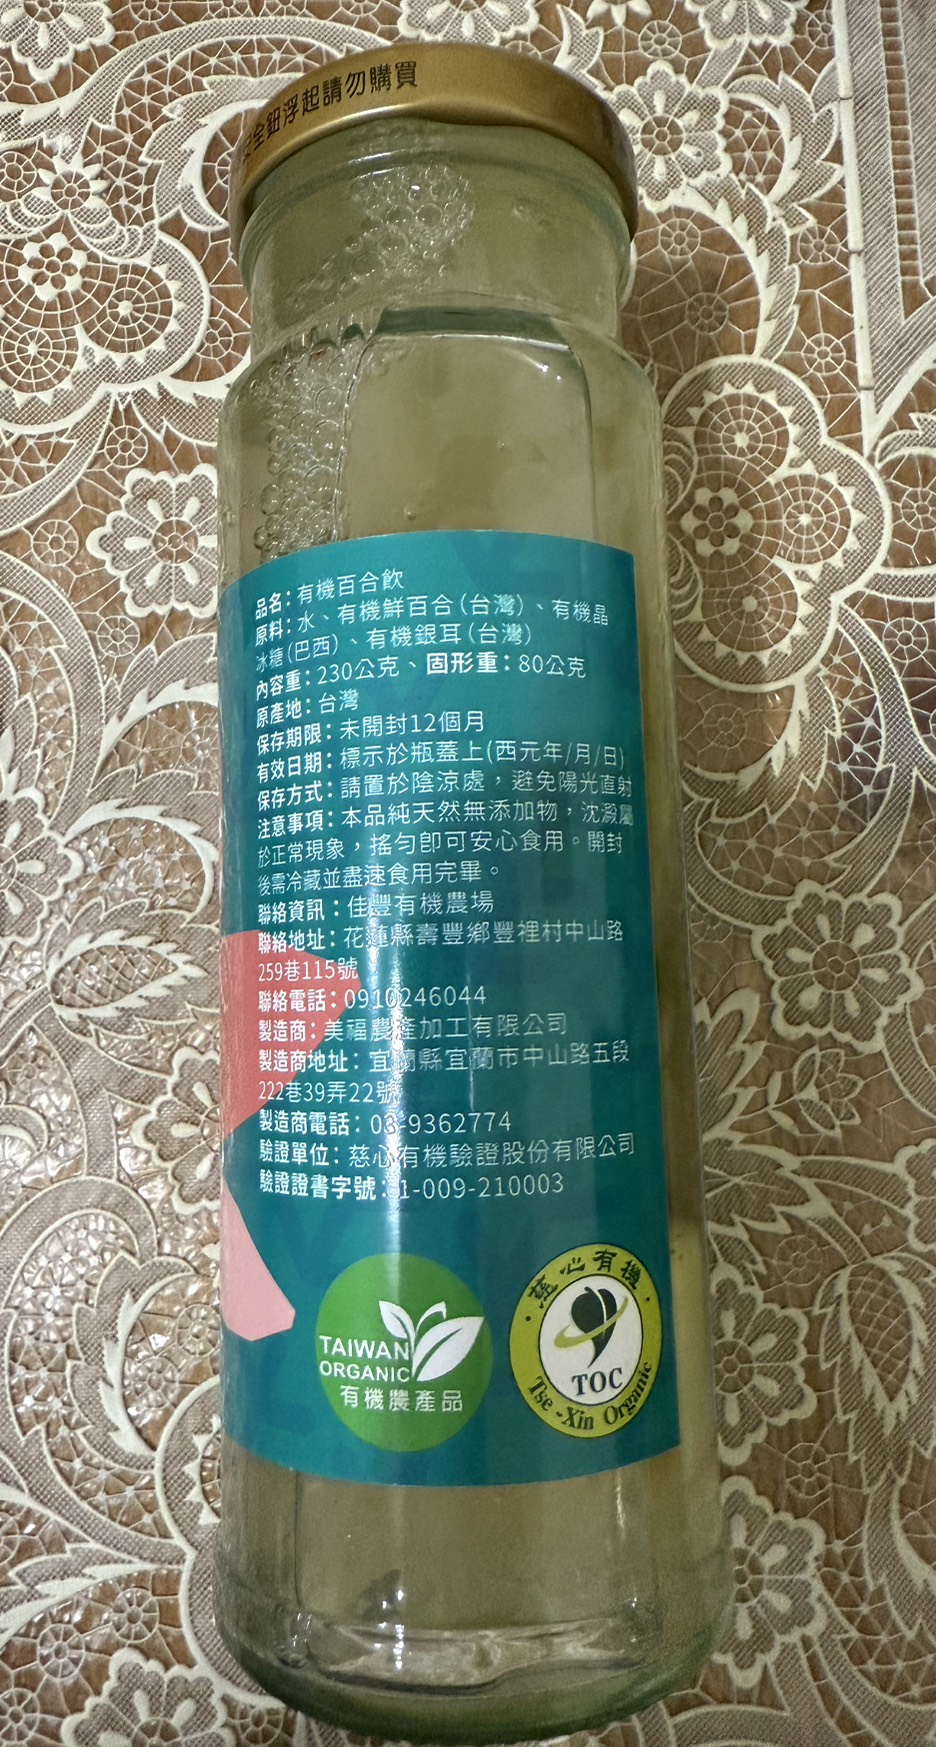 安全鈕浮起請勿購買
品名：有機百合飲
原料：水、有機鮮百合(台灣)、有機晶
冰糖(巴西)、有機銀耳(台灣)
內容重：230公克、固形重：80公克
原產地：台灣
保存期限：未開封12個月
有效日期：標示於瓶蓋上(西元年/月/日)
保存方式：請置於陰涼處，避免陽光直射
注意事項：本品純天然無添加物，沈澱屬
於正常現象，搖勻即可安心食用。開封
後需冷藏並盡速食用完畢。
聯絡資訊：佳豐有機農場
聯絡地址：花蓮縣壽豐鄉豐裡村中山路
259巷115號
聯絡電話：0910246044
製造商：美福農產加工有限公司
製造商地址：宜蘭縣宜蘭市中山路五段
222巷39弄22號
製造商電話：03-9362774
驗證單位：慈心有機驗證股份有限公司
驗證證書字號：1-009-210003
TAIWAN
ORGANIC
有機農產品
慈心有機
TOC
Tse-Xin Organic